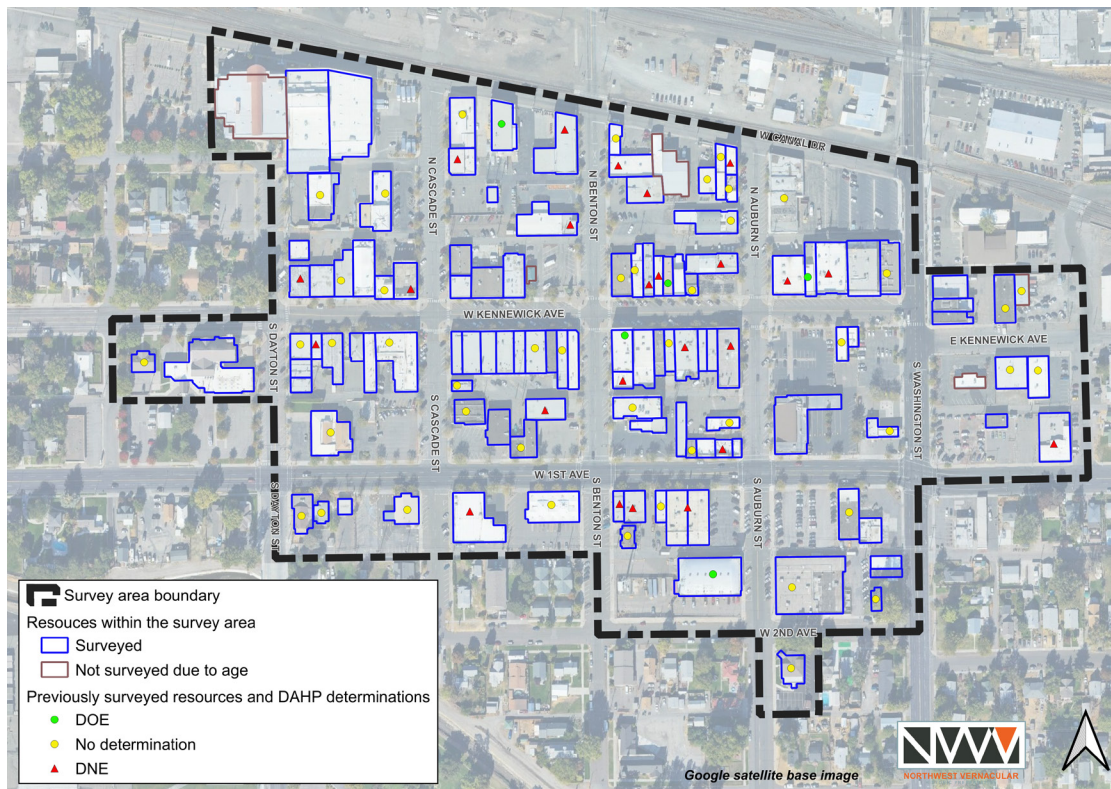 W CANAL DR
N CASCADE ST
N BENTON ST
N AUBURN ST
W KENNEWICK AVE
E KENNEWICK AVE
S DAYTON ST
S CASCADE ST
S WASHINGTON ST
W 1ST AVE
S DAYTON ST
S BENTON ST
S AUBURN ST
W 2ND AVE
Survey area boundary
Resouces within the survey area
Surveyed
Not surveyed due to age
Previously surveyed resources and DAHP determinations
DOE
No determination
DNE
Google satellite base image
NWV
NORTHWEST VERNACULAR